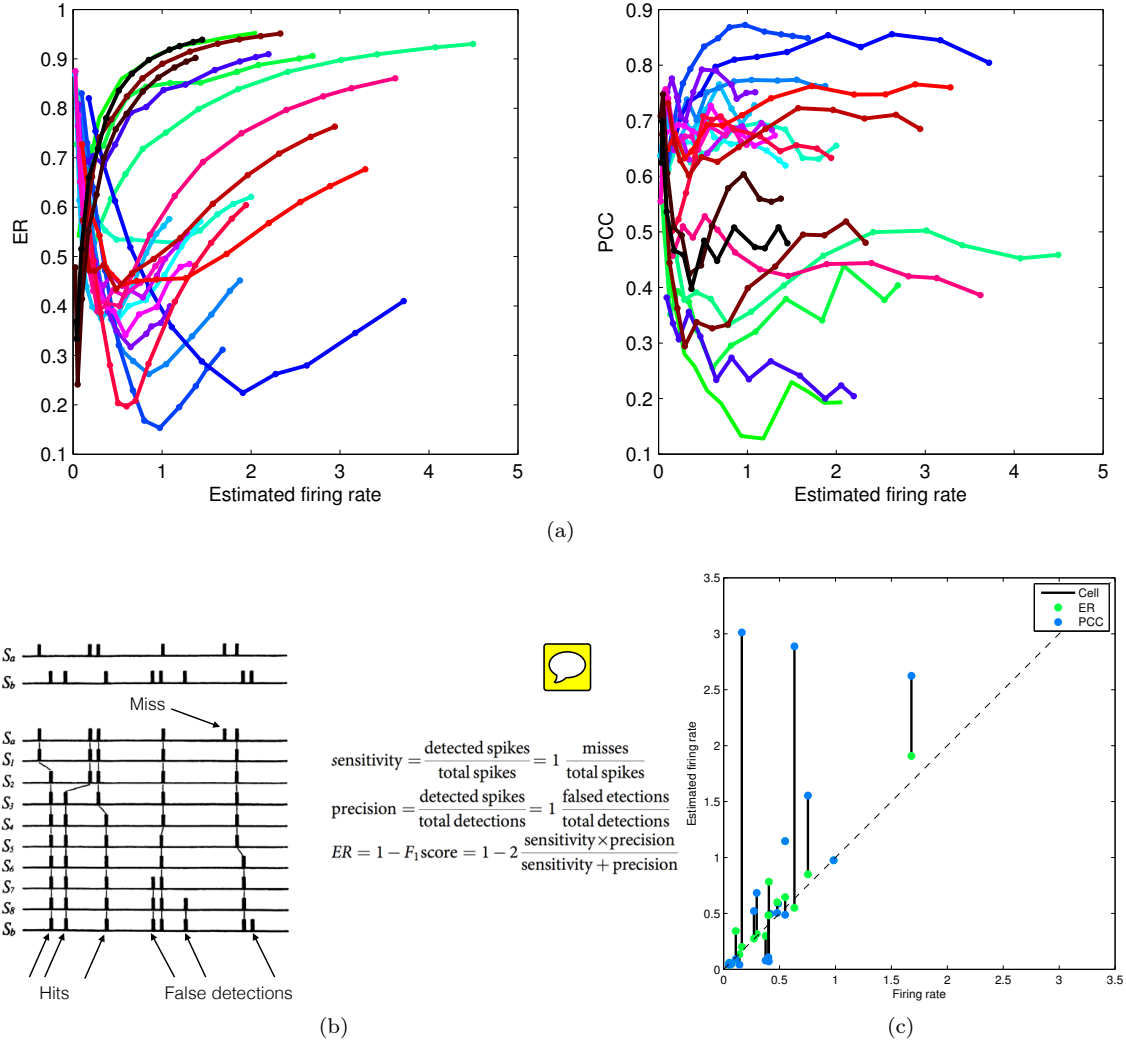 1
0.9
0.8
0.7
0.6
0.5
0.4
0.3
0.2
0.1
ER
0 1 2 3 4 5
Estimated firing rate
0.9
0.8
0.7
0.6
0.5
0.4
0.3
0.2
0.1
PCC
0 1 2 3 4 5
Estimated firing rate
(a)
Sa
Sb
Miss
Sa
S1
S2
S3
S4
S5
S6
S7
S8
Sb
Hits
False detections
(b)
sensitivity = detected spikes / total spikes = 1 misses / total spikes
precision = detected spikes / total detections = 1 falsed etections / total detections
ER = 1 − F1score = 1 − 2 sensitivity×precision / sensitivity + precision
3.5
3
2.5
2
1.5
1
0.5
0
Estimated firing rate
Cell
ER
PCC
0 0.5 1 1.5 2 2.5 3 3.5
Firing rate
(c)